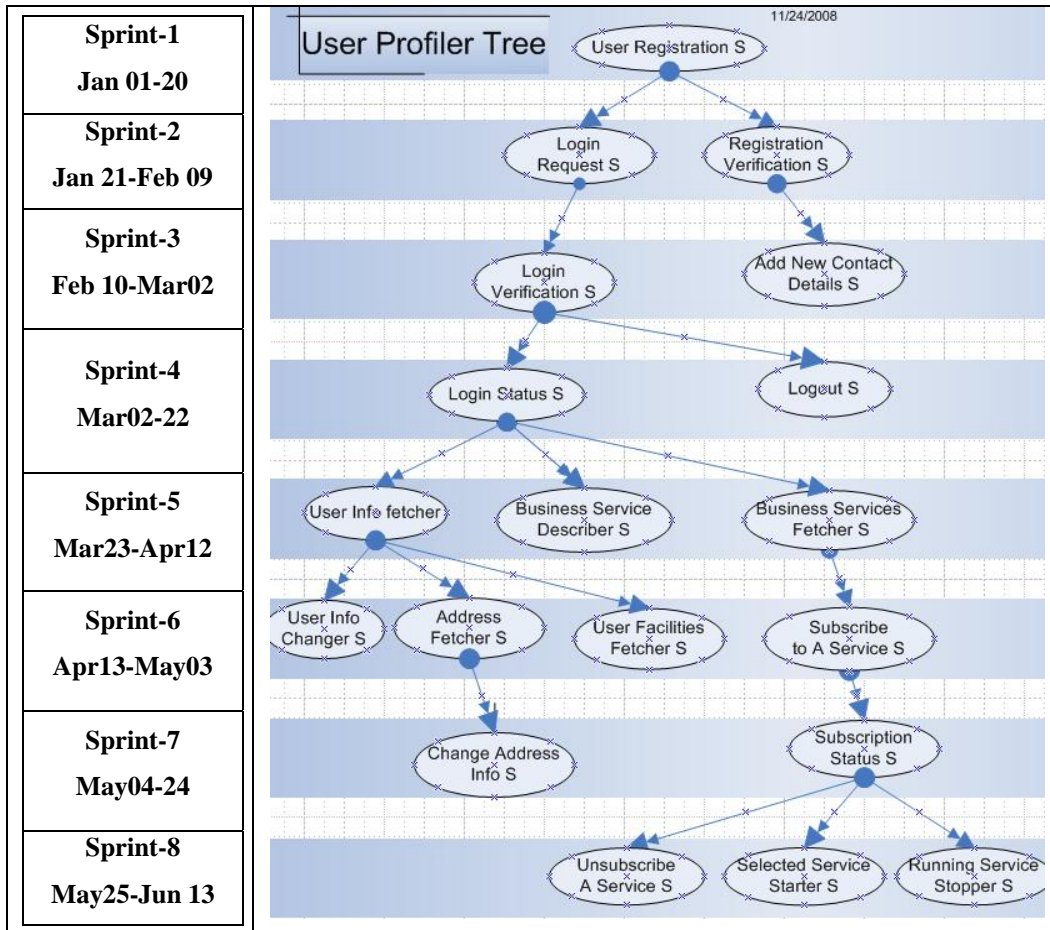 Sprint-1
Jan 01-20
Sprint-2
Jan 21-Feb 09
Sprint-3
Feb 10-Mar02
Sprint-4
Mar02-22
Sprint-5
Mar23-Apr12
Sprint-6
Apr13-May03
Sprint-7
May04-24
Sprint-8
May25-Jun 13
11/24/2008
User Profiler Tree
User Registration S
Login
Request S
Registration
Verification S
Login
Verification S
Add New Contact
Details S
Login Status S
Logout S
User Info fetcher
Business Service
Describer S
Business Services
Fetcher S
User Info
Changer S
Address
Fetcher S
User Facilities
Fetcher S
Subscribe
to A Service S
Change Address
Info S
Subscription
Status S
Unsubscribe
A Service S
Selected Service
Starter S
Running Service
Stopper S